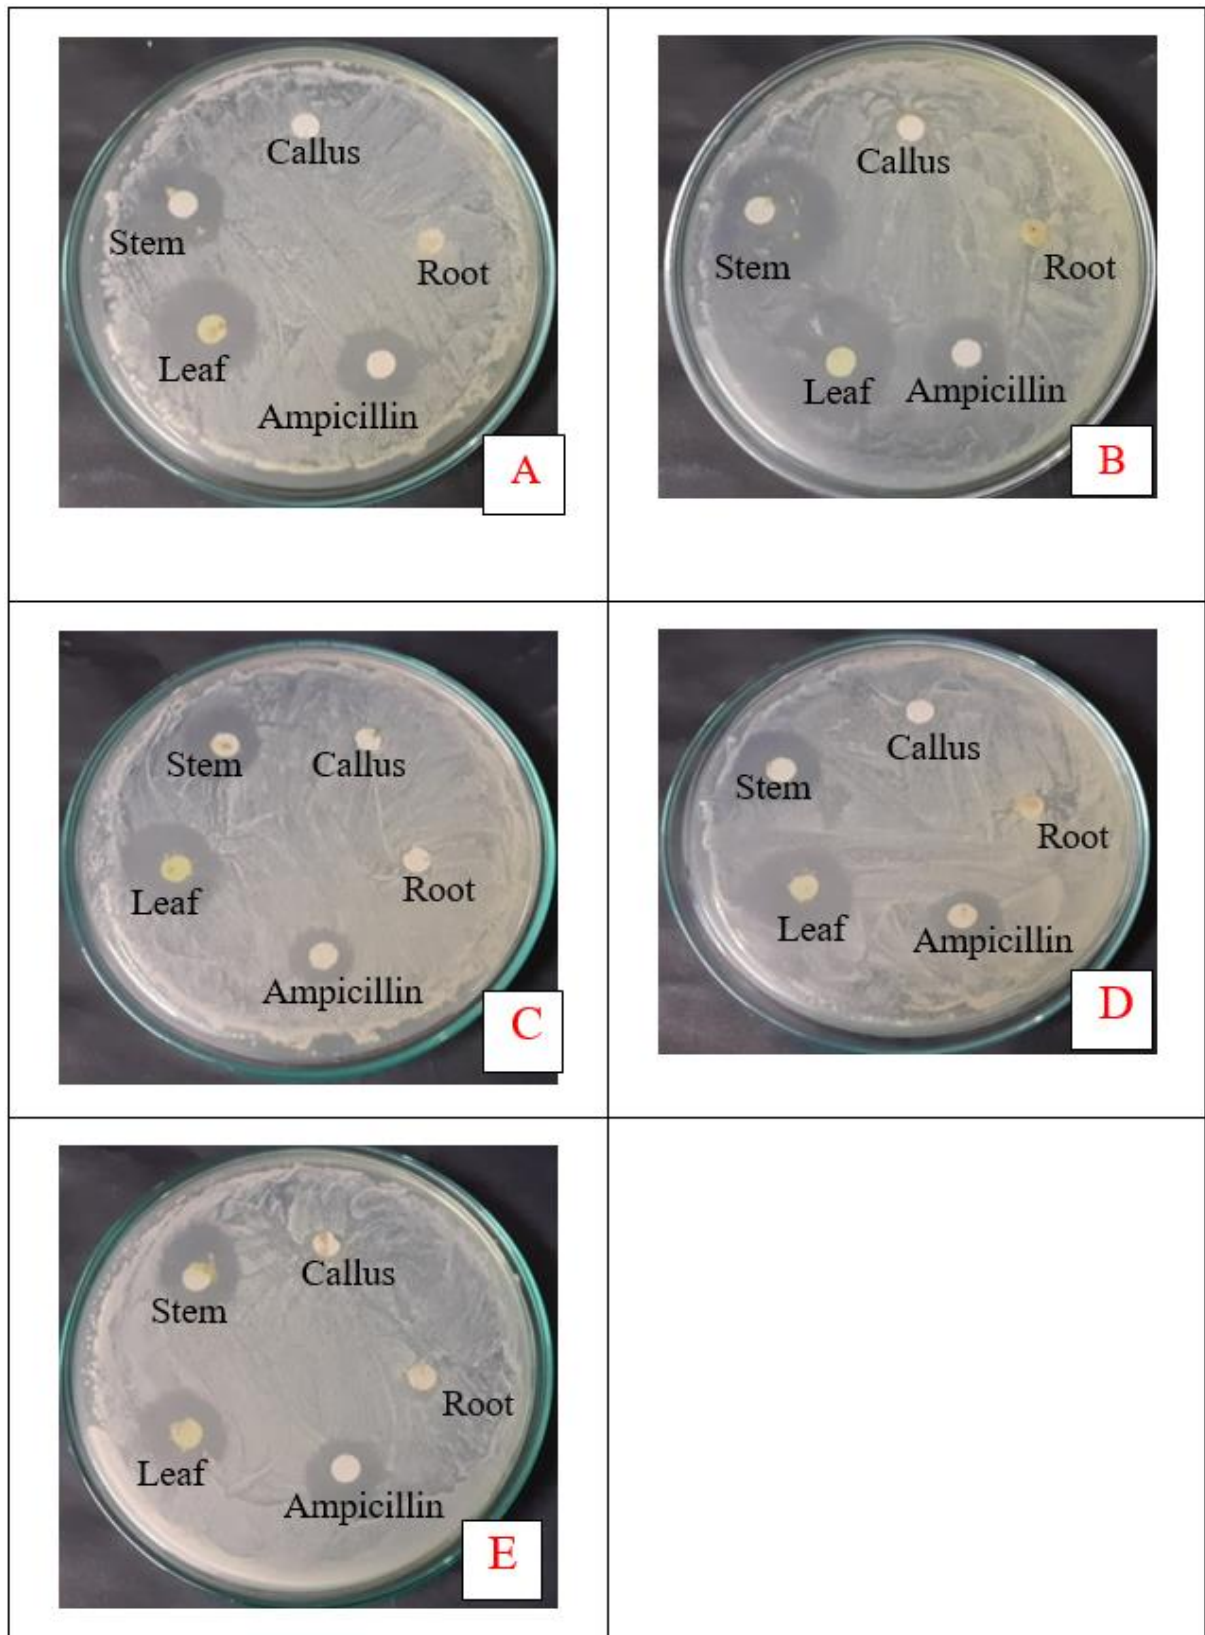 Callus
Stem
Root
Leaf
Ampicillin
A
Callus
Stem
Root
Leaf
Ampicillin
B
Stem
Callus
Leaf
Root
Ampicillin
C
Callus
Stem
Root
Leaf
Ampicillin
D
Callus
Stem
Root
Leaf
Ampicillin
E